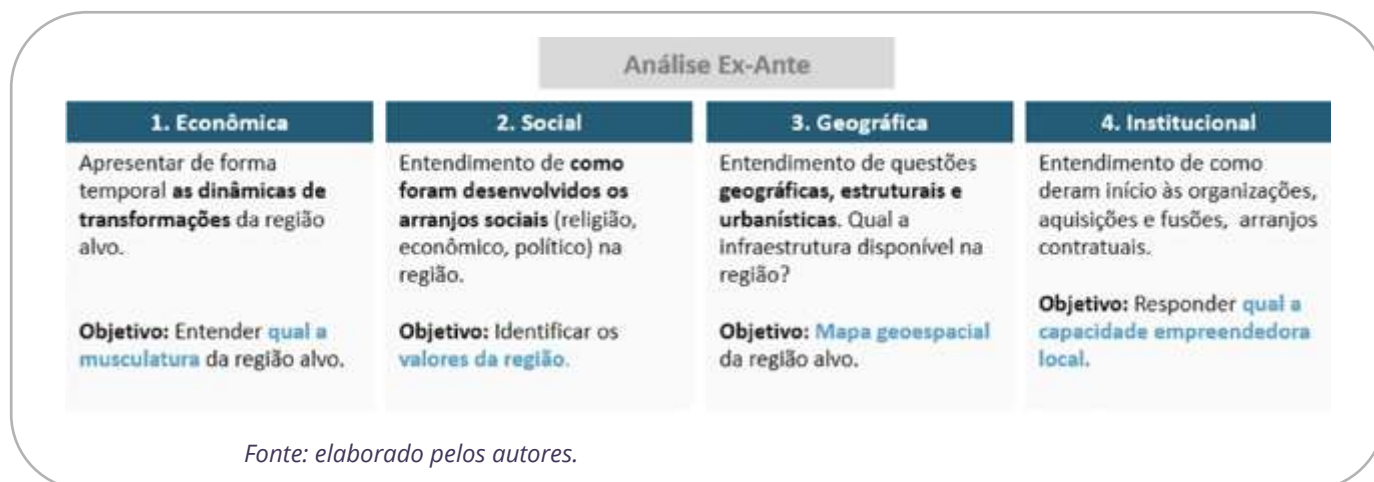 Análise Ex-Ante
1. Econômica
Apresentar de forma
temporal as dinâmicas de
transformações da região
alvo.
Objetivo: Entender qual a
musculatura da região alvo.
2. Social
Entendimento de como
foram desenvolvidos os
arranjos sociais (religião,
econômico, político) na
região.
Objetivo: Identificar os
valores da região.
3. Geográfica
Entendimento de questões
geográficas, estruturais e
urbanísticas. Qual a
infraestrutura disponível na
região?
Objetivo: Mapa geoespacial
da região alvo.
4. Institucional
Entendimento de como
deram início às organizações,
aquisições e fusões, arranjos
contratuais.
Objetivo: Responder qual a
capacidade empreendedora
local.
Fonte: elaborado pelos autores.